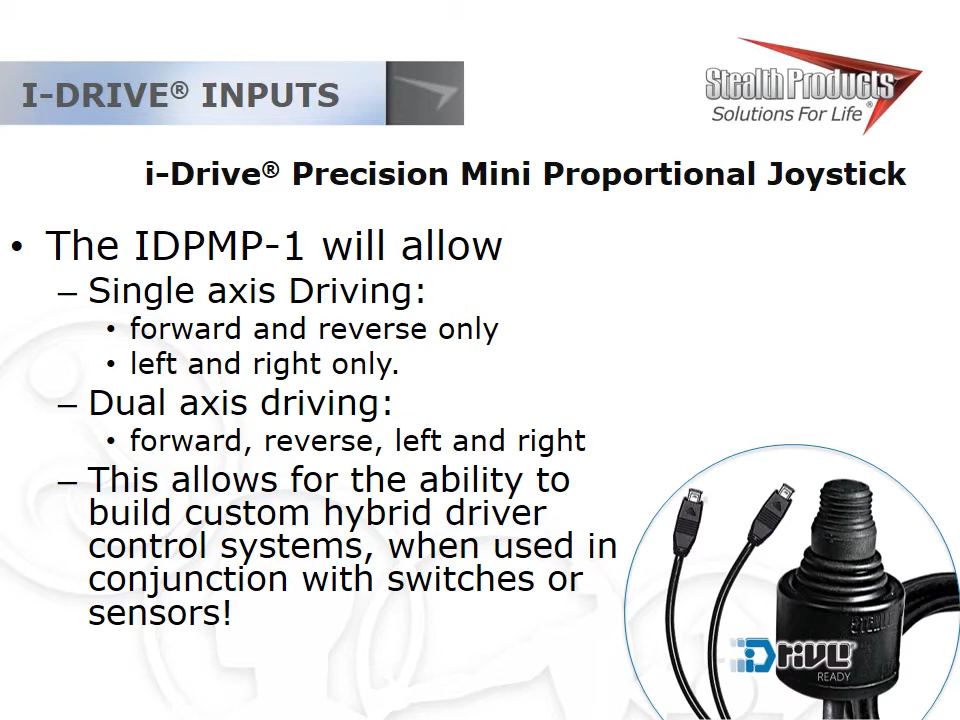 I-DRIVE® INPUTS
Stealth Products®
Solutions For Life
i-Drive® Precision Mini Proportional Joystick
• The IDPMP-1 will allow
– Single axis Driving:
• forward and reverse only
• left and right only.
– Dual axis driving:
• forward, reverse, left and right
– This allows for the ability to
build custom hybrid driver
control systems, when used in
conjunction with switches or
sensors!
iDrive®
READY